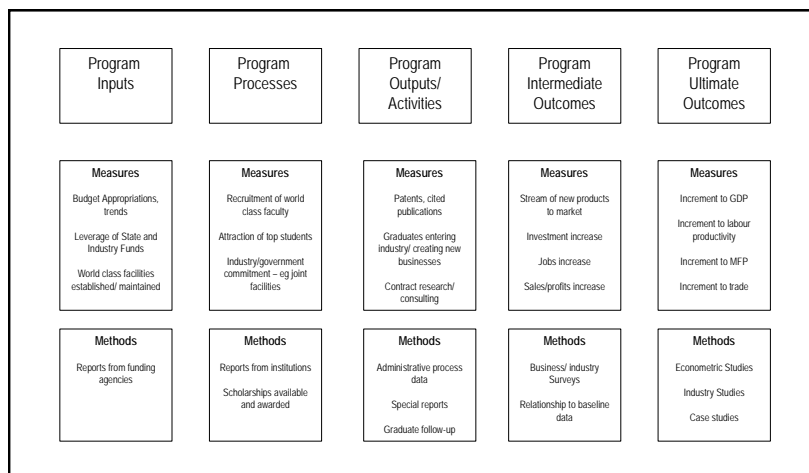 Program
Inputs
Program
Processes
Program
Outputs/
Activities
Program
Intermediate
Outcomes
Program
Ultimate
Outcomes
Measures
Budget Appropriations,
trends
Leverage of State and
Industry Funds
World class facilities
established/ maintained
Measures
Recruitment of world
class faculty
Attraction of top students
Industry/government
commitment – eg joint
facilities
Measures
Patents, cited
publications
Graduates entering
industry/ creating new
businesses
Contract research/
consulting
Measures
Stream of new products
to market
Investment increase
Jobs increase
Sales/profits increase
Measures
Increment to GDP
Increment to labour
productivity
Increment to MFP
Increment to trade
Methods
Reports from funding
agencies
Methods
Reports from institutions
Scholarships available
and awarded
Methods
Administrative process
data
Special reports
Graduate follow-up
Methods
Business/ industry
Surveys
Relationship to baseline
data
Methods
Econometric Studies
Industry Studies
Case studies